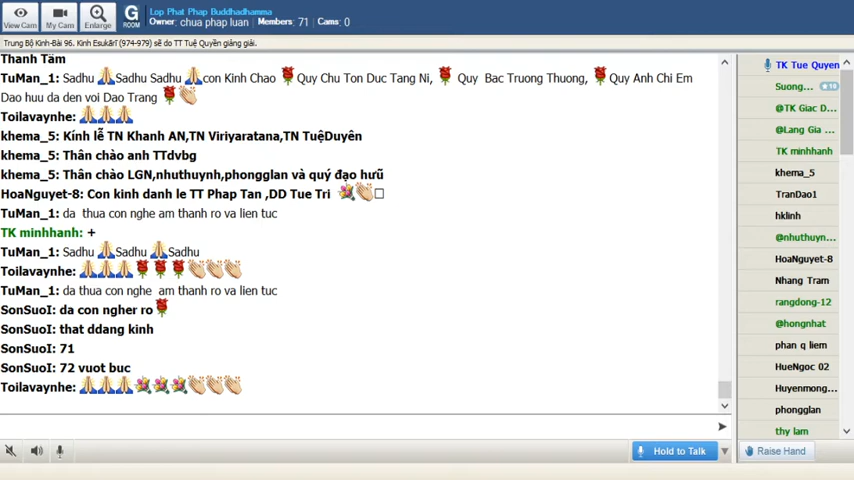 View Cam
My Cam
Enlarge
G
ROOM
Lop Phat Phap Buddhadhamma
Owner: chua phap luan Members: 71 Cams: 0
Trung Bộ Kinh-Bài 96. Kinh Esukārī (974-979) sẽ do TT Tuệ Quyền giảng giải.
Thanh Tâm
TuMan_1: Sadhu 🙏Sadhu Sadhu 🙏con Kinh Chao 🌹Quy Chu Ton Duc Tang Ni, 🌹 Quy Bac Truong Thuong, 🌹Quy Anh Chi Em
Dao huu da den voi Dao Trang 🌹👏
Toilavaynhe: 🙏🙏🙏
khema_5: Kính lễ TN Khanh AN,TN Viriyaratana,TN TuệDuyên
khema_5: Thân chào anh TTdvbg
khema_5: Thân chào LGN,nhuthuynh,phongglan và quý đạo hưũ
HoaNguyet-8: Con kinh danh le TT Phap Tan ,DD Tue Tri 💐👏□
TuMan_1: da thua con nghe am thanh ro va lien tuc
TK minhhanh: +
TuMan_1: Sadhu 🙏Sadhu 🙏Sadhu
Toilavaynhe: 🙏🙏🙏🌹🌹🌹👏👏👏
TuMan_1: da thua con nghe am thanh ro va lien tuc
SonSuoI: da con ngher ro🌹
SonSuoI: that ddang kinh
SonSuoI: 71
SonSuoI: 72 vuot buc
Toilavaynhe: 🙏🙏🙏💐💐💐👏👏👏
TK Tue Quyen
Suong...
@TK Giac D...
@Lang Gia ...
TK minhhanh
khema_5
TranDao1
hklinh
@nhuthuyn...
HoaNguyet-8
Nhang Tram
rangdong-12
@hongnhat
phan q liem
HueNgoc 02
Huyenmong...
phongglan
thy lam
Hold to Talk
Raise Hand